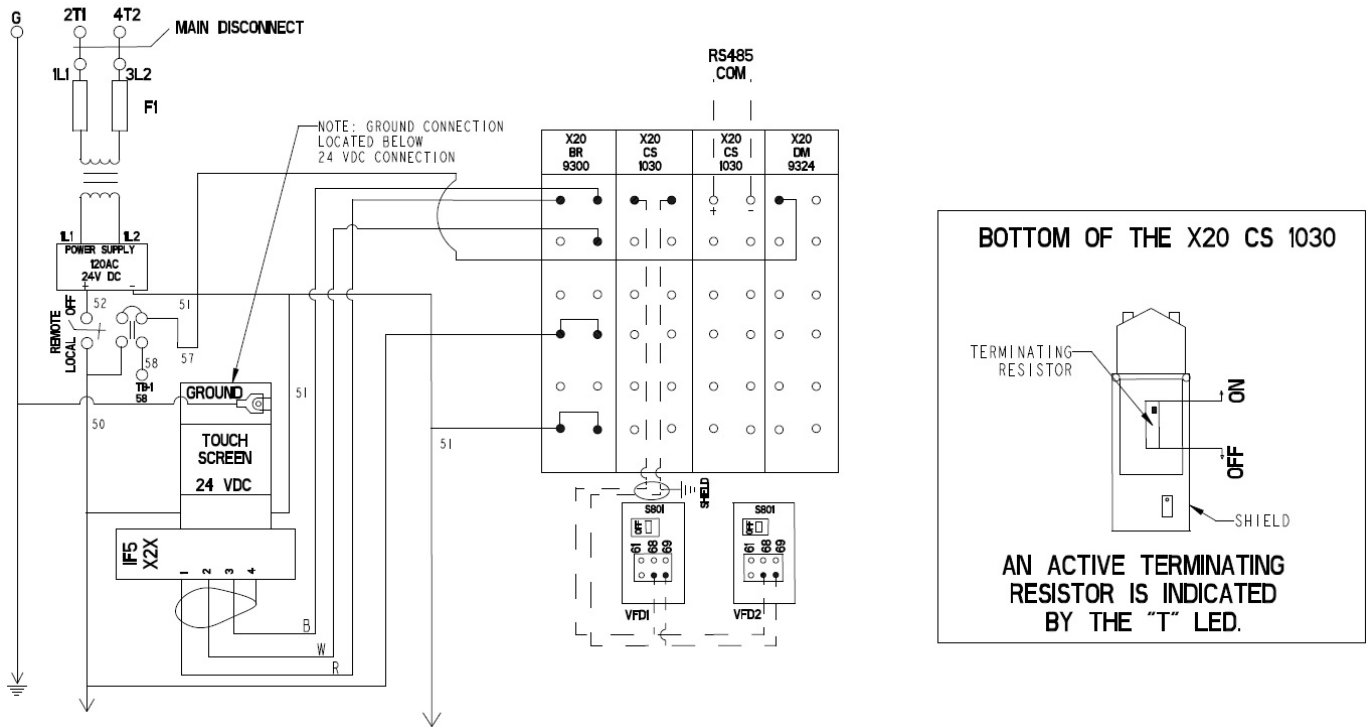 G
2T1 4T2
MAIN DISCONNECT
1L1 3L2
F1
NOTE: GROUND CONNECTION
LOCATED BELOW
24 VDC CONNECTION
1L1 1L2
POWER SUPPLY
120AC
24V DC
+ -
52
51
REMOTE OFF
LOCAL
57
58
TB-1
58
50
GROUND
51
TOUCH
SCREEN
24 VDC
51
IF5
X2X
1 2 3 4
B
W
R
RS485
COM
X20
BR
9300
X20
CS
1030
X20
CS
1030
X20
DM
9324
+ -
SHIELD
S801
OFF
61 68 69
VFD1
S801
OFF
61 68 69
VFD2
BOTTOM OF THE X20 CS 1030
TERMINATING
RESISTOR
ON
OFF
SHIELD
AN ACTIVE TERMINATING
RESISTOR IS INDICATED
BY THE "T" LED.